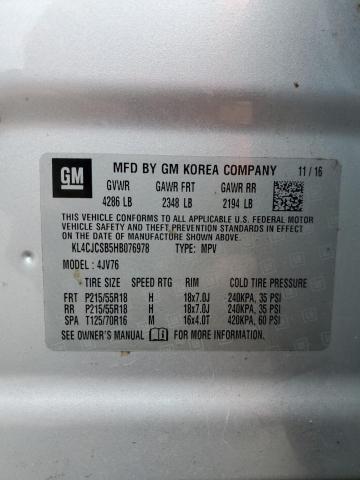 GM
MFD BY GM KOREA COMPANY 11/16
GVWR GAWR FRT GAWR RR
4286 LB 2348 LB 2194 LB
THIS VEHICLE CONFORMS TO ALL APPLICABLE U.S. FEDERAL MOTOR
VEHICLE SAFETY, BUMPER, AND THEFT PREVENTION STANDARDS
IN EFFECT ON THE DATE OF MANUFACTURE SHOWN ABOVE.
KL4CJCSB5HB076978 TYPE: MPV
MODEL : 4JV76
TIRE SIZE SPEED RTG RIM COLD TIRE PRESSURE
FRT P215/55R18 H 18x7.0J 240KPA, 35 PSI
RR P215/55R18 H 18x7.0J 240KPA, 35 PSI
SPA T125/70R16 M 16x4.0T 420KPA, 60 PSI
SEE OWNER'S MANUAL FOR MORE INFORMATION